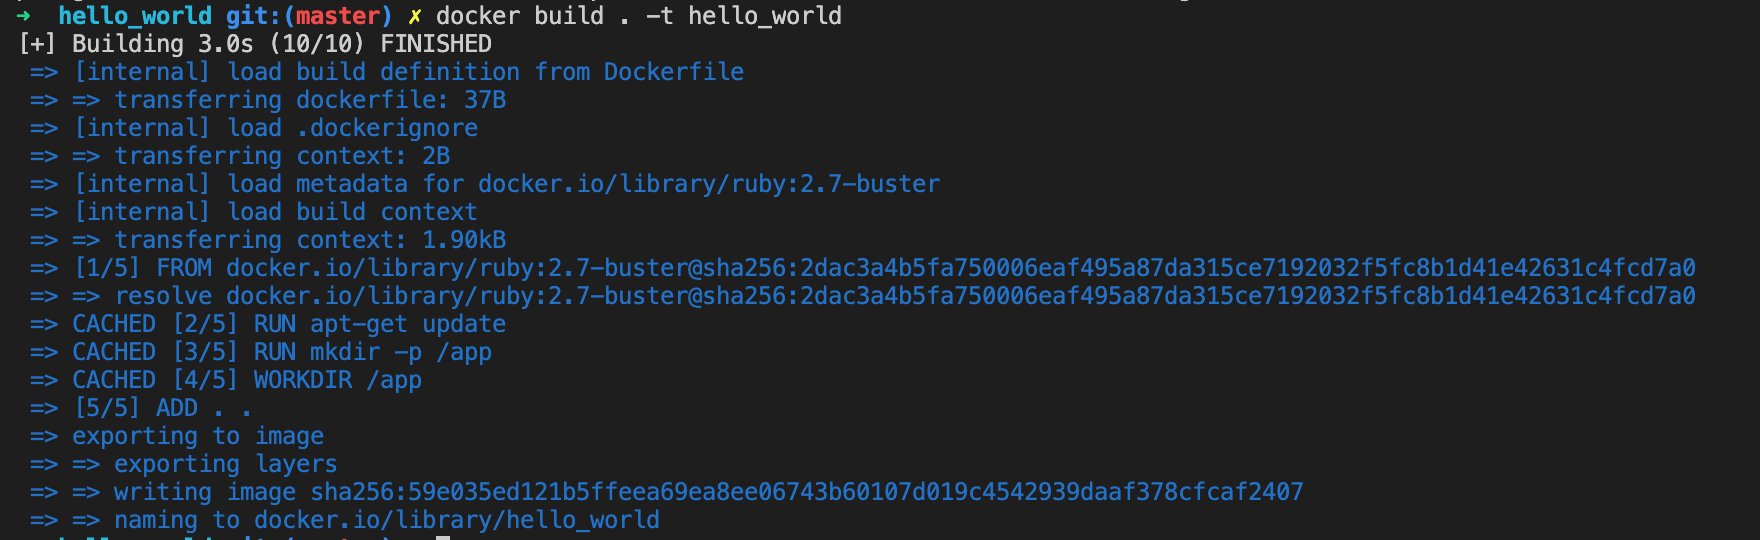 ➜  hello_world git:(master) ✗ docker build . -t hello_world
[+] Building 3.0s (10/10) FINISHED
 => [internal] load build definition from Dockerfile
 => => transferring dockerfile: 37B
 => [internal] load .dockerignore
 => => transferring context: 2B
 => [internal] load metadata for docker.io/library/ruby:2.7-buster
 => [internal] load build context
 => => transferring context: 1.90kB
 => [1/5] FROM docker.io/library/ruby:2.7-buster@sha256:2dac3a4b5fa750006eaf495a87da315ce7192032f5fc8b1d41e42631c4fcd7a0
 => => resolve docker.io/library/ruby:2.7-buster@sha256:2dac3a4b5fa750006eaf495a87da315ce7192032f5fc8b1d41e42631c4fcd7a0
 => CACHED [2/5] RUN apt-get update
 => CACHED [3/5] RUN mkdir -p /app
 => CACHED [4/5] WORKDIR /app
 => [5/5] ADD . .
 => exporting to image
 => => exporting layers
 => => writing image sha256:59e035ed121b5ffeea69ea8ee06743b60107d019c4542939daaf378cfcaf2407
 => => naming to docker.io/library/hello_world